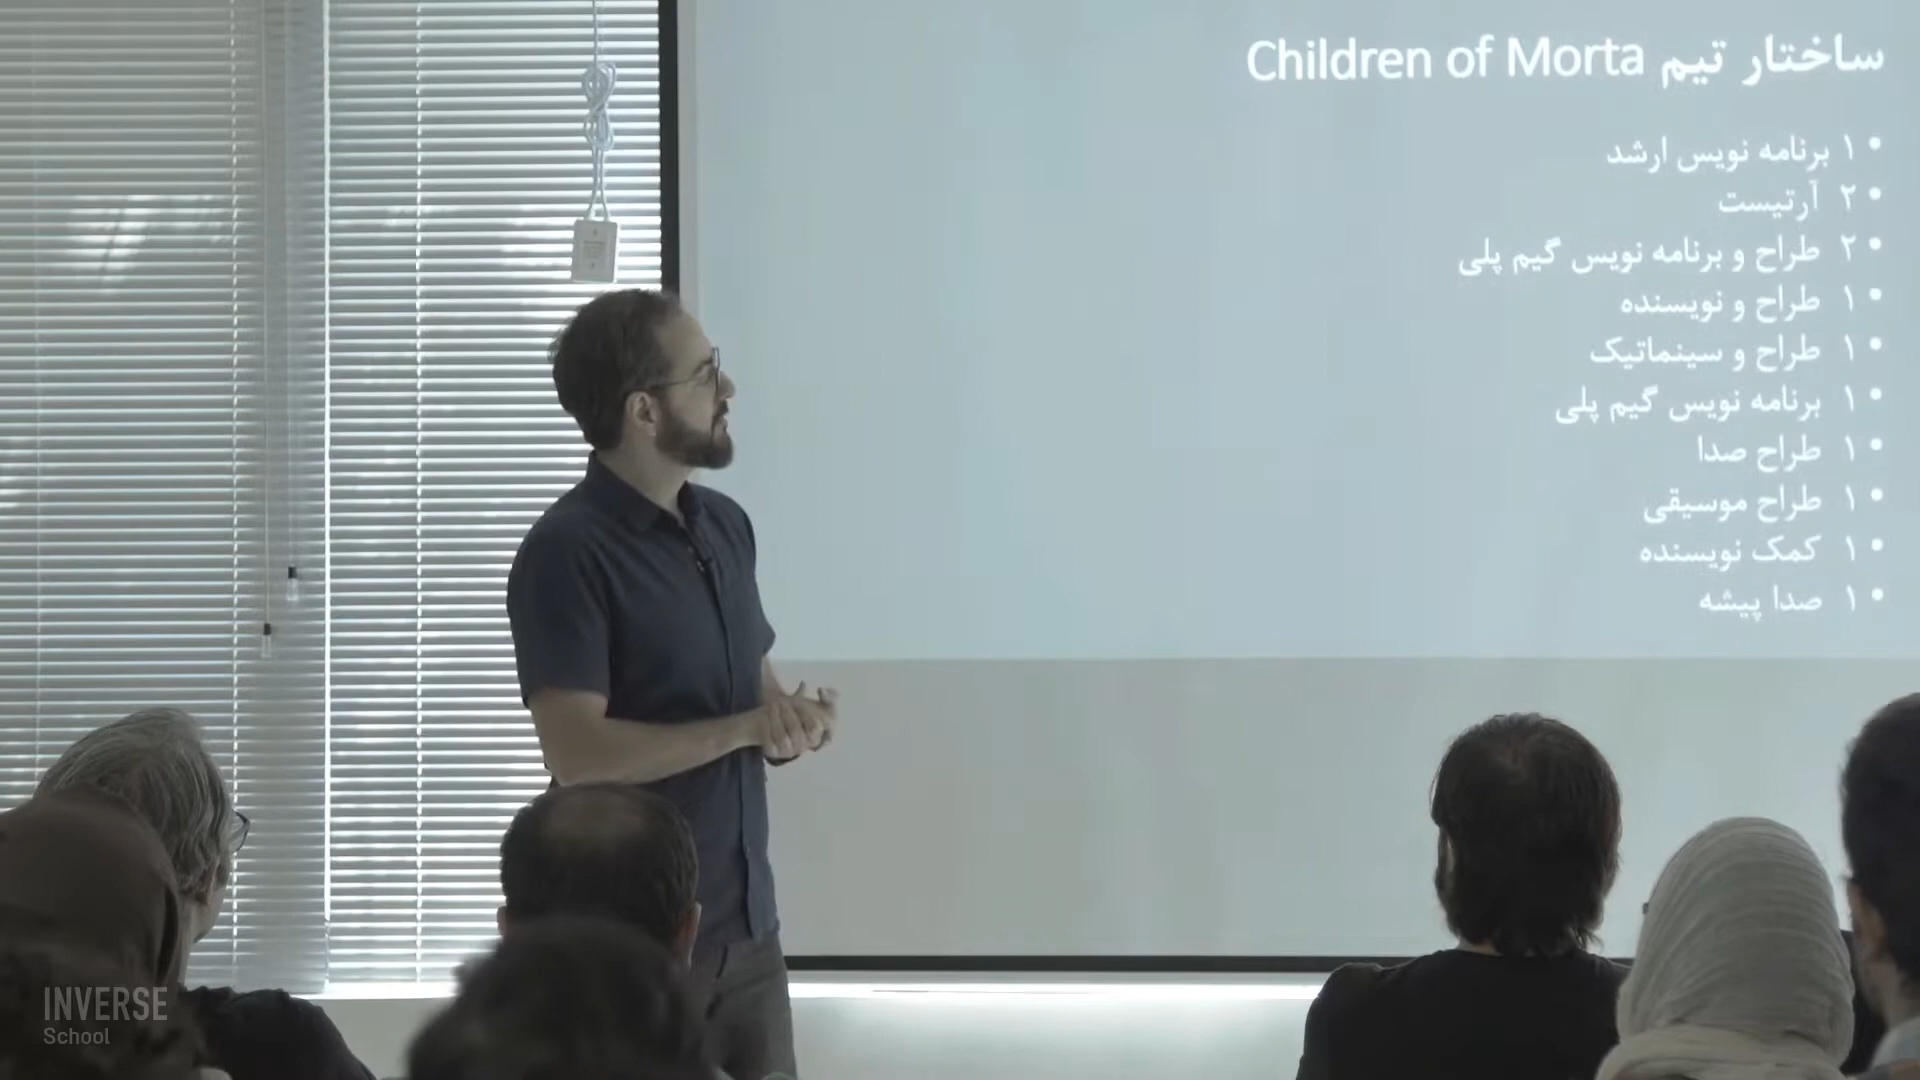 ساختار تیم Children of Morta
• ۱ برنامه نویس ارشد
• ۲ آرتیست
• ۲ طراح و برنامه نویس گیم پلی
• ۱ طراح و نویسنده
• ۱ طراح و سینماتیک
• ۱ برنامه نویس گیم پلی
• ۱ طراح صدا
• ۱ طراح موسیقی
• ۱ کمک نویسنده
• ۱ صدا پیشه
INVERSE
School